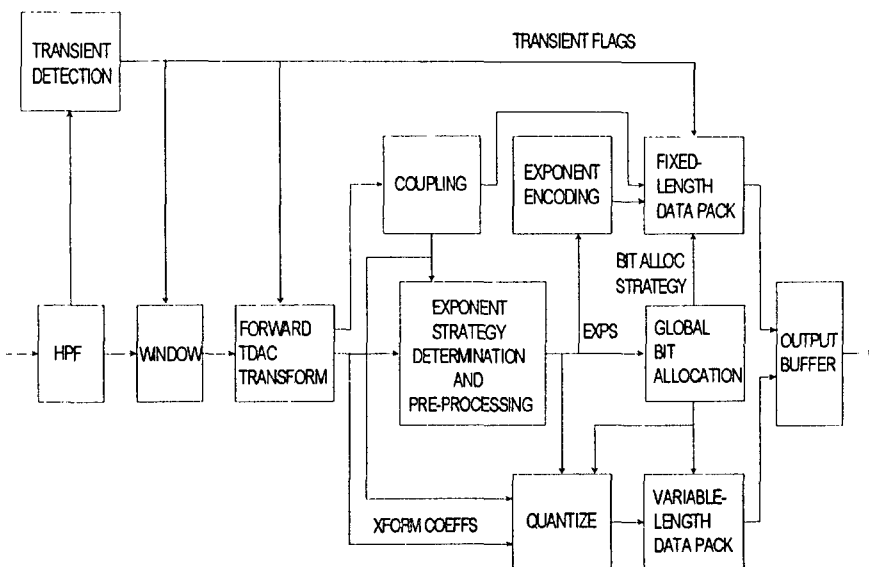 TRANSIENT
DETECTION
TRANSIENT FLAGS
COUPLING
EXPONENT
ENCODING
FIXED-
LENGTH
DATA PACK
BIT ALLOC
STRATEGY
HPF
WINDOW
FORWARD
TDAC
TRANSFORM
EXPONENT
STRATEGY
DETERMINATION
AND
PRE-PROCESSING
EXPS
GLOBAL
BIT
ALLOCATION
OUTPUT
BUFFER
XFORM COEFFS
QUANTIZE
VARIABLE-
LENGTH
DATA PACK